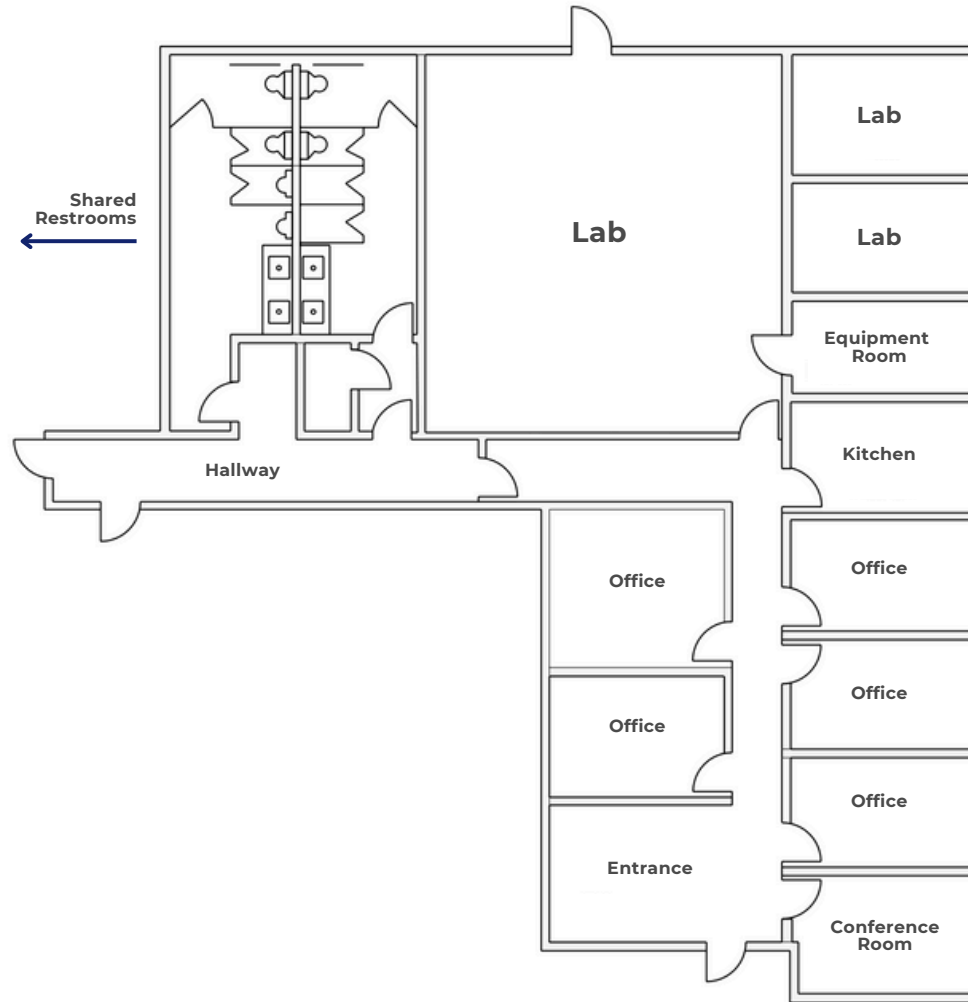 Lab
Shared
Restrooms
Lab
Lab
Equipment
Room
Kitchen
Hallway
Office
Office
Office
Office
Office
Entrance
Conference
Room